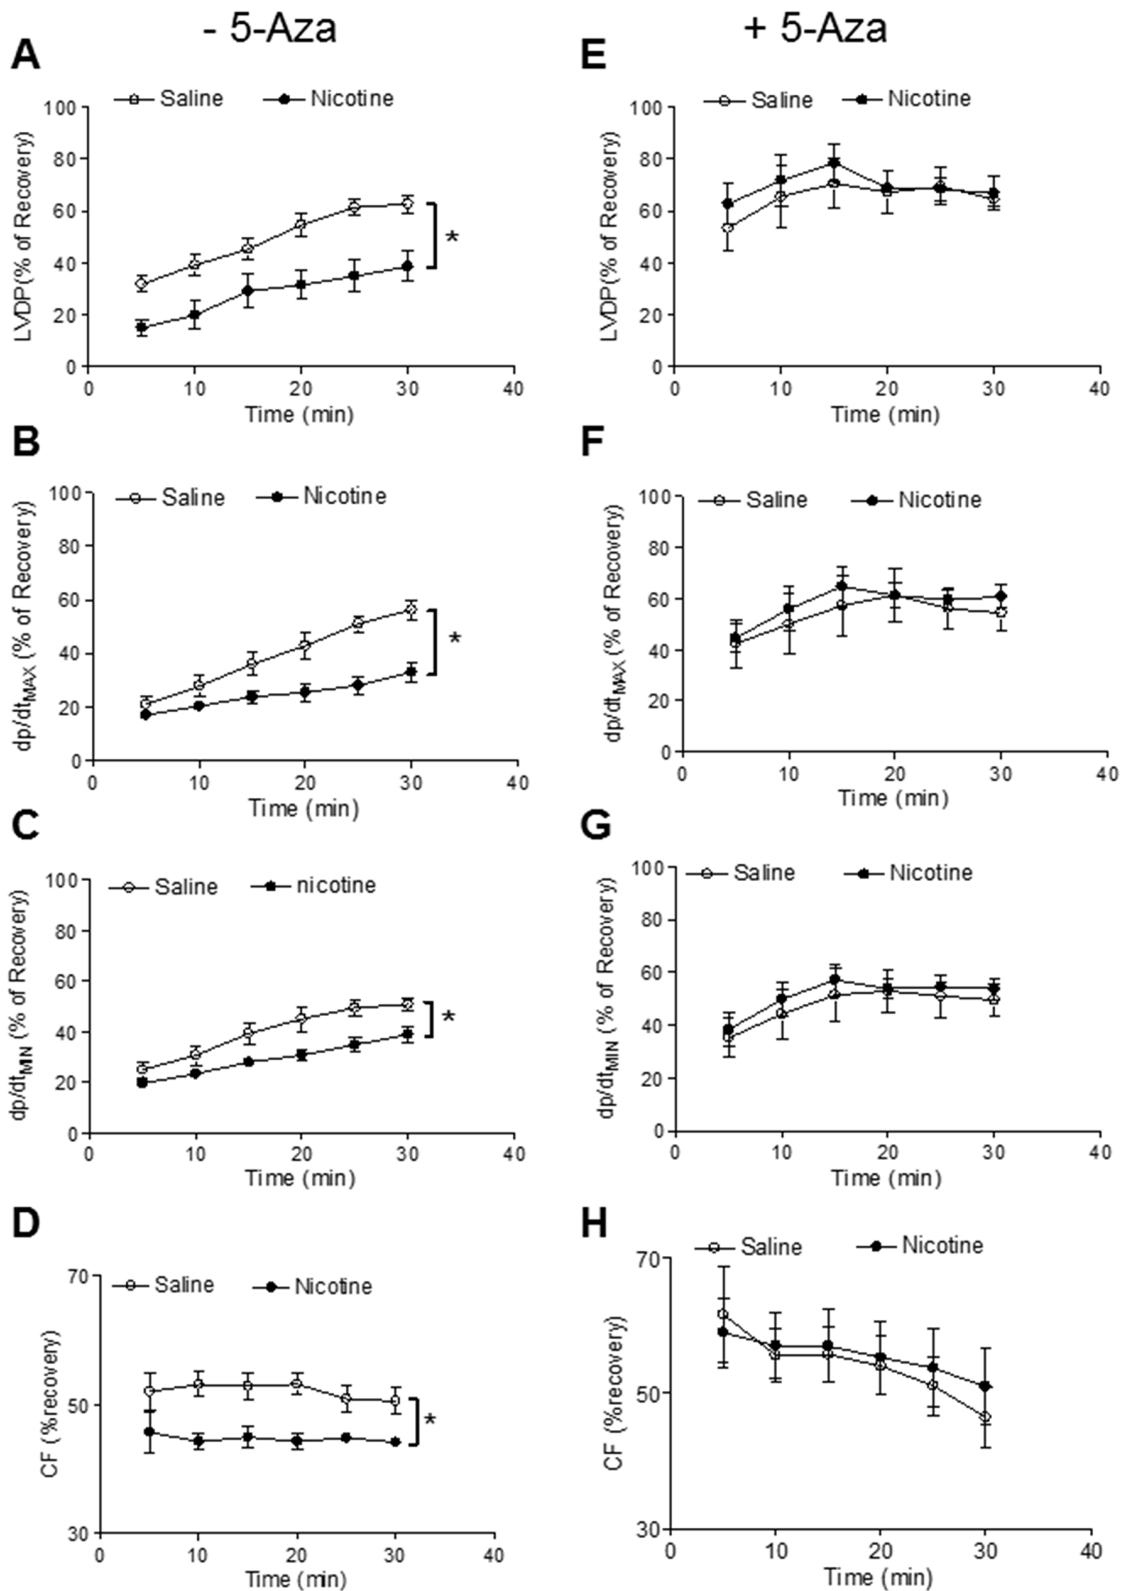 - 5-Aza
+ 5-Aza
A
Saline Nicotine
LVDP(% of Recovery)
100
80
60
40
20
0
*
0 10 20 30 40
Time (min)
E
Saline Nicotine
LVDP(% of Recovery)
100
80
60
40
20
0
0 10 20 30 40
Time (min)
B
Saline Nicotine
dp/dtMAX (% of Recovery)
100
80
60
40
20
0
*
0 10 20 30 40
Time (min)
F
Saline Nicotine
dp/dtMAX (% of Recovery)
100
80
60
40
20
0
0 10 20 30 40
Time (min)
C
Saline nicotine
dp/dtMIN (% of Recovery)
100
80
60
40
20
0
*
0 10 20 30 40
Time (min)
G
Saline Nicotine
dp/dtMIN (% of Recovery)
100
80
60
40
20
0
0 10 20 30 40
Time (min)
D
Saline Nicotine
CF (%recovery)
70
50
30
*
0 10 20 30 40
Time (min)
H
Saline Nicotine
CF (%recovery)
70
50
30
0 10 20 30 40
Time (min)